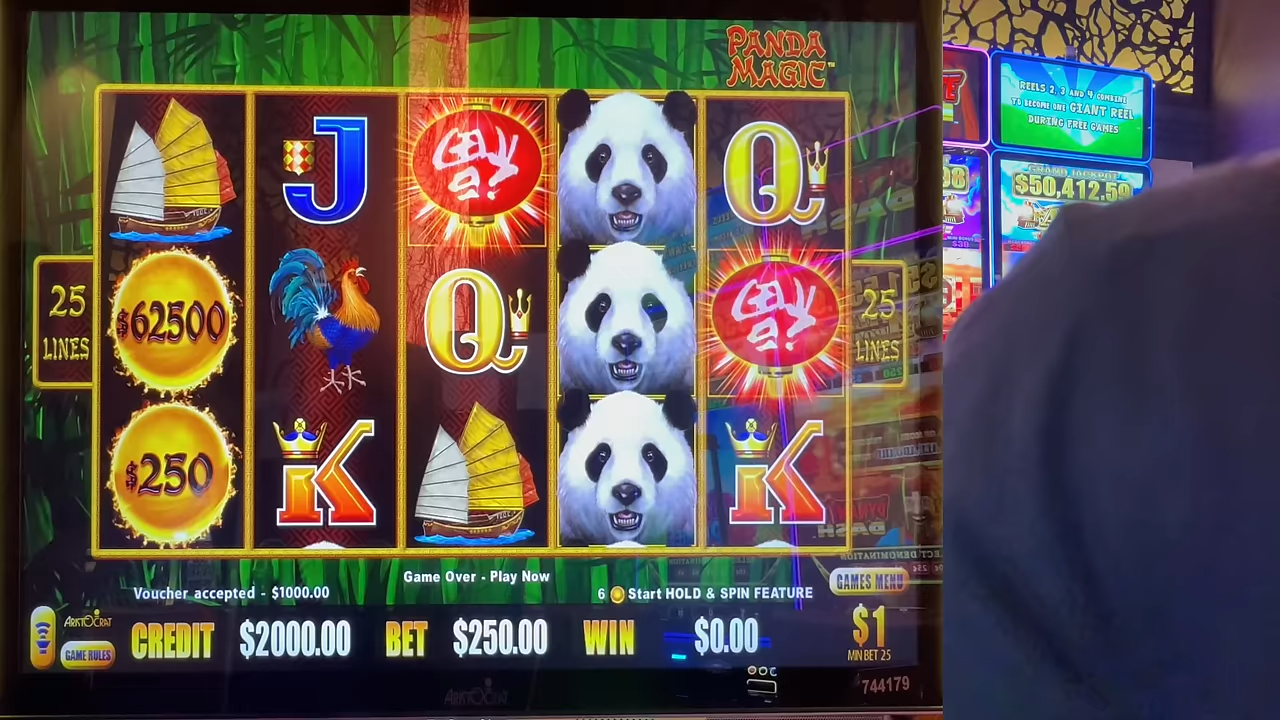 PANDA
MAGIC™
REELS 2, 3 AND 4 COMBINE
TO BECOME ONE GIANT REEL
DURING FREE GAMES
GRAND JACKPOT
$50,412.59
J
Q
25
LINES
$62500
Q
25
LINES
$250
K
K
Game Over - Play Now
Voucher accepted - $1000.00
6 Start HOLD & SPIN FEATURE
GAMES MENU
ARISTOCRAT
GAME RULES
CREDIT $2000.00 BET $250.00 WIN $0.00
$1
MIN BET 25
ARISTOCRAT
744179